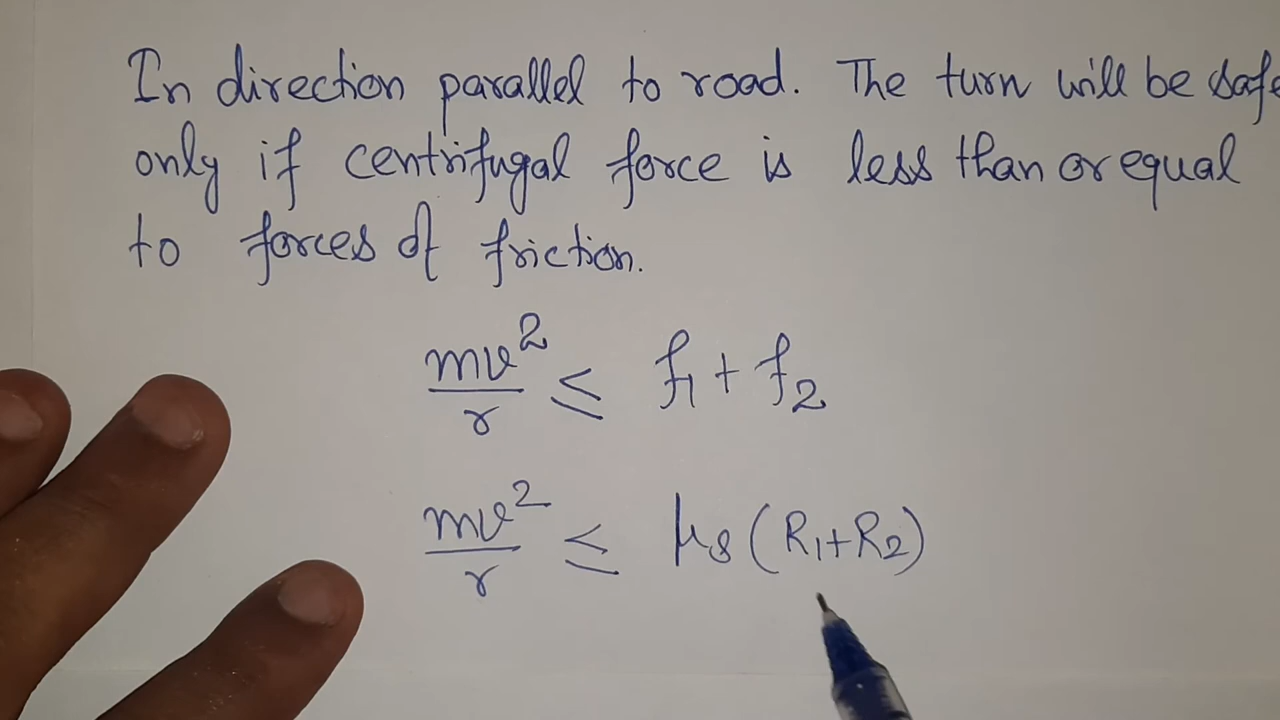 In direction parallel to road. The turn will be safe
only if centrifugal force is less than or equal
to forces of friction.
mv²/r ≤ f₁ + f₂
mv²/r ≤ μs (R₁+R₂)